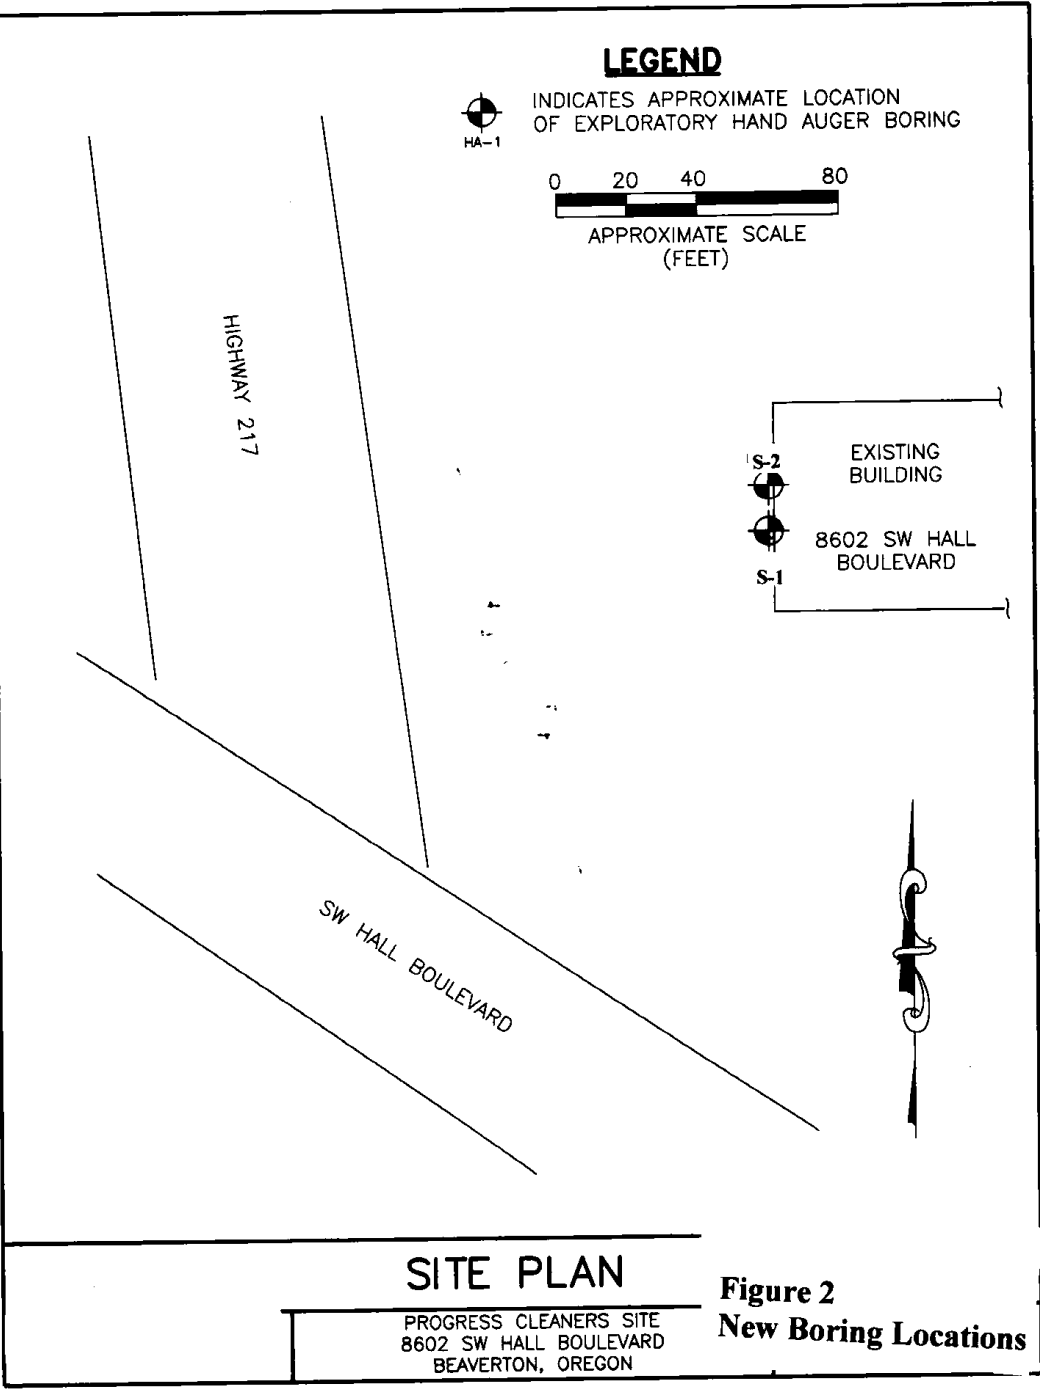 LEGEND
INDICATES APPROXIMATE LOCATION
OF EXPLORATORY HAND AUGER BORING
HA-1
0 20 40 80
APPROXIMATE SCALE
(FEET)
HIGHWAY 217
S-2
EXISTING
BUILDING
8602 SW HALL
BOULEVARD
S-1
SW HALL BOULEVARD
SITE PLAN
PROGRESS CLEANERS SITE
8602 SW HALL BOULEVARD
BEAVERTON, OREGON
Figure 2
New Boring Locations